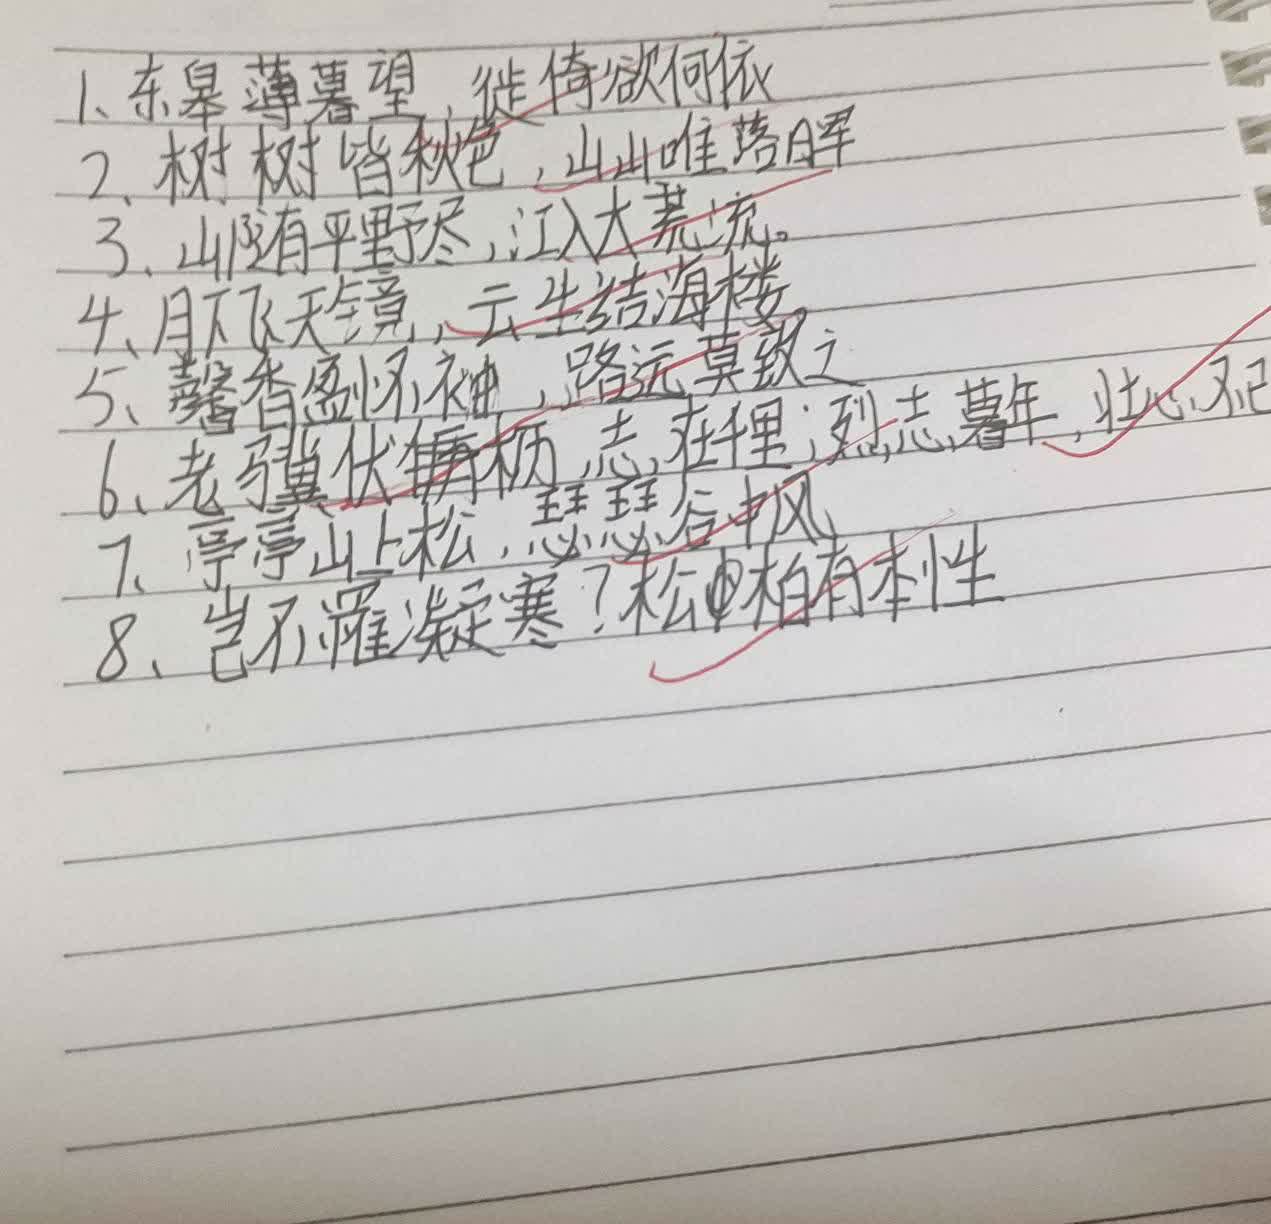 1、东皋薄暮望,徙倚欲何依
2、树树皆秋色,山山唯落晖
3、山随平野尽,江入大荒流。
4、月下飞天镜,云生结海楼。
5、馨香盈怀袖,路远莫致之
6、老骥伏枥,志在千里;烈士暮年,壮心不已
7、亭亭山上松,瑟瑟谷中风
8、岂不罹凝寒?松柏有本性